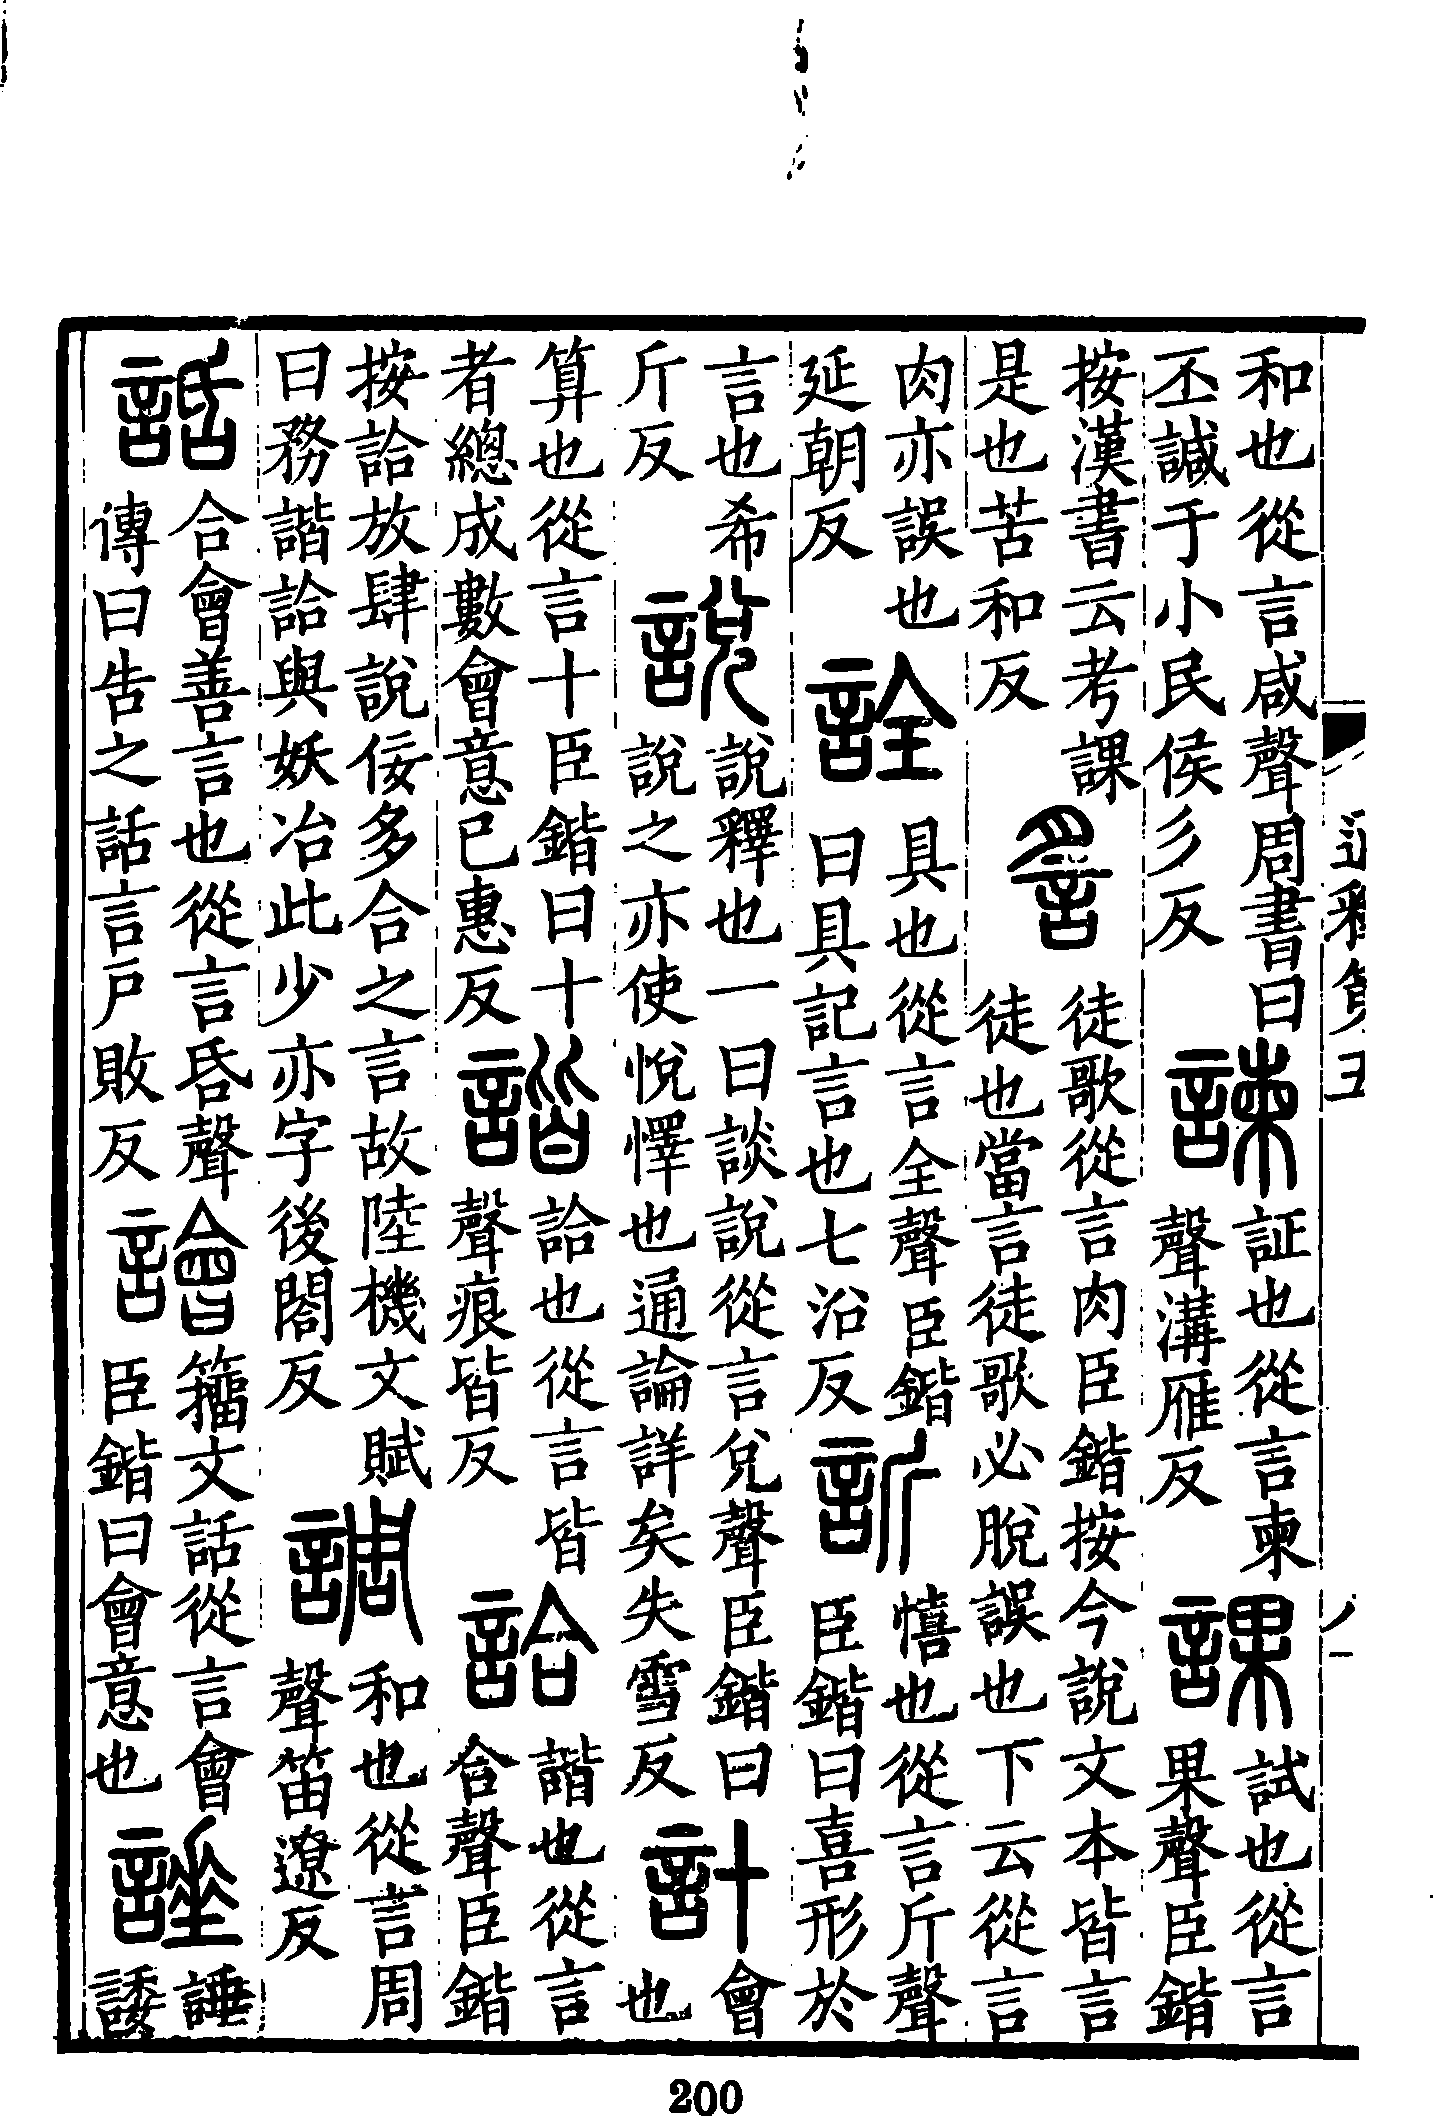 和也從言咸聲周書曰
丕諴于小民侯彡反
諫
証也從言柬
聲溝雁反
課
試也從言
果聲臣鍇
按漢書云考課
是也苦和反
䚻
徒歌從言肉臣鍇按今說文本皆言
徒也當言徒歌必脫誤也下云從言
肉亦誤也
延朝反
詮
具也從言全聲臣鍇
曰具記言也七沿反
訢
憘也從言斤聲
臣鍇曰喜形於
言也希
斤反
說
說釋也一曰談說從言兌聲臣鍇曰
說之亦使悅懌也通論詳矣失雪反
計
會
也
算也從言十臣鍇曰十
者總成數會意已惠反
諧
詥也從言皆
聲痕皆反
詥
諧也從言
合聲臣鍇
按詥放肆說佞多合之言故陸機文賦
曰務諧詥與妖冶此少亦字後閤反
調
和也從言周
聲笛遼反
話
合會善言也從言𠯑聲
傳曰告之話言戶敗反
譮
籀文話從言會
臣鍇曰會意也
諈
諈
諉
200